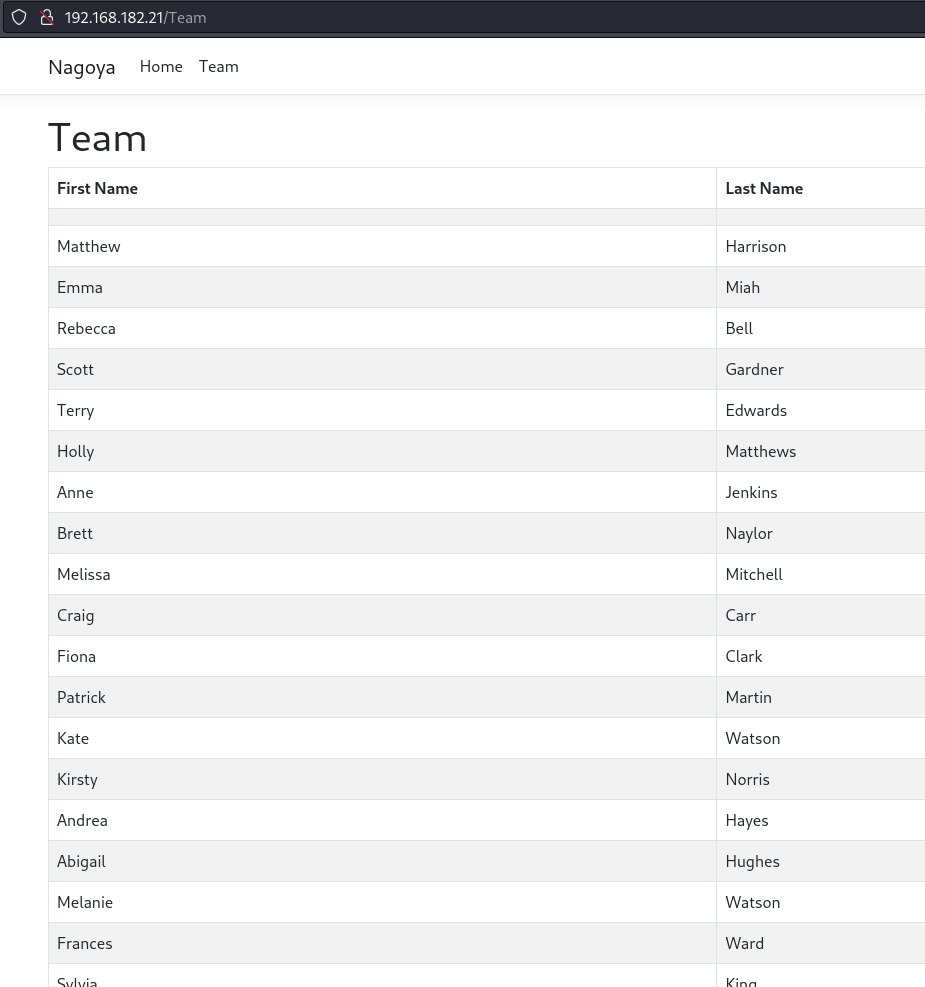 192.168.182.21/Team
Nagoya Home Team
Team
First Name Last Name
Matthew Harrison
Emma Miah
Rebecca Bell
Scott Gardner
Terry Edwards
Holly Matthews
Anne Jenkins
Brett Naylor
Melissa Mitchell
Craig Carr
Fiona Clark
Patrick Martin
Kate Watson
Kirsty Norris
Andrea Hayes
Abigail Hughes
Melanie Watson
Frances Ward
Sylvia King